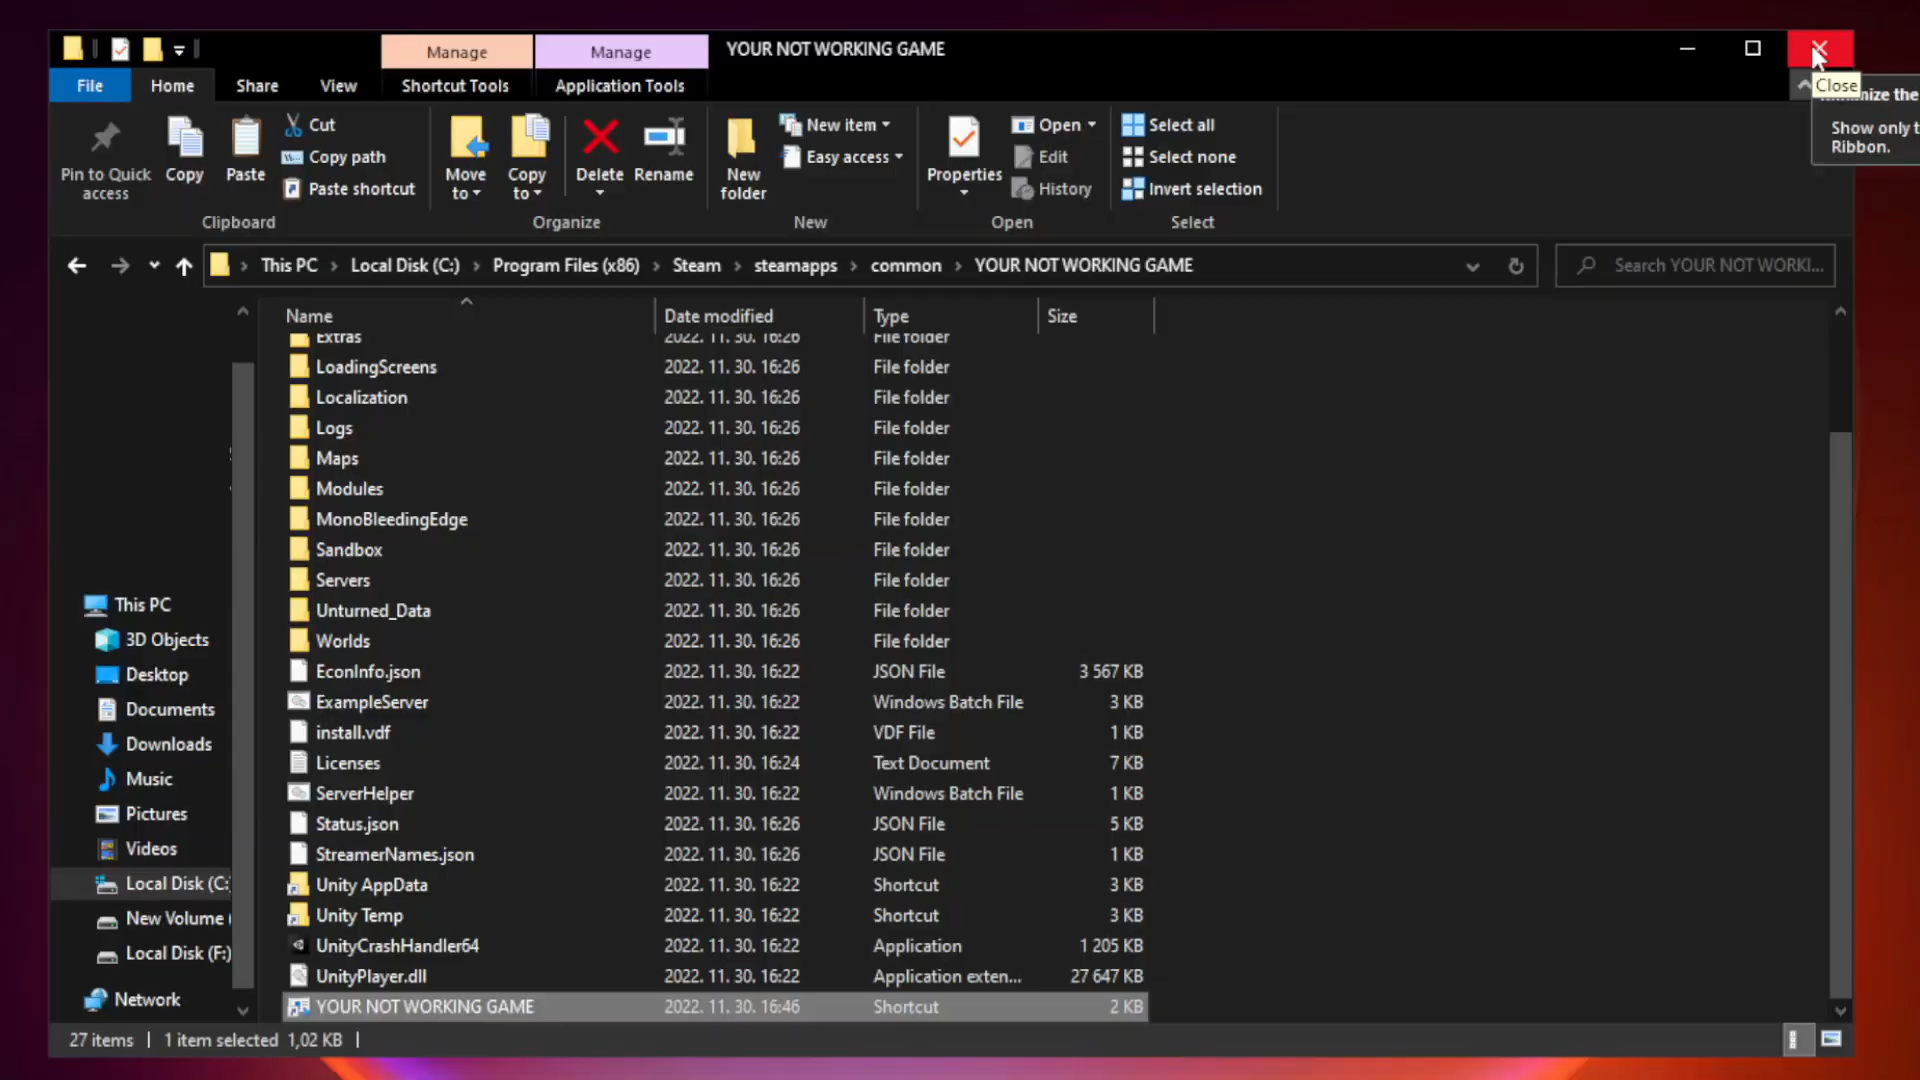 Manage
Manage
YOUR NOT WORKING GAME
File
Home
Share
View
Shortcut Tools
Application Tools
Close
Show only t
Ribbon.
Pin to Quick
access
Copy
Paste
Cut
Copy path
Paste shortcut
Clipboard
Move
to
Copy
to
Delete
Rename
Organize
New
folder
New item
Easy access
New
Properties
Open
Edit
History
Open
Select all
Select none
Invert selection
Select
This PC
Local Disk (C:)
Program Files (x86)
Steam
steamapps
common
YOUR NOT WORKING GAME
Search YOUR NOT WORKI...
Name Date modified Type Size
Extras 2022. 11. 30. 16:26 File folder
LoadingScreens 2022. 11. 30. 16:26 File folder
Localization 2022. 11. 30. 16:26 File folder
Logs 2022. 11. 30. 16:26 File folder
Maps 2022. 11. 30. 16:26 File folder
Modules 2022. 11. 30. 16:26 File folder
MonoBleedingEdge 2022. 11. 30. 16:26 File folder
Sandbox 2022. 11. 30. 16:26 File folder
Servers 2022. 11. 30. 16:26 File folder
Unturned_Data 2022. 11. 30. 16:26 File folder
Worlds 2022. 11. 30. 16:26 File folder
EconInfo.json 2022. 11. 30. 16:22 JSON File 3 567 KB
ExampleServer 2022. 11. 30. 16:22 Windows Batch File 3 KB
install.vdf 2022. 11. 30. 16:22 VDF File 1 KB
Licenses 2022. 11. 30. 16:24 Text Document 7 KB
ServerHelper 2022. 11. 30. 16:22 Windows Batch File 1 KB
Status.json 2022. 11. 30. 16:26 JSON File 5 KB
StreamerNames.json 2022. 11. 30. 16:26 JSON File 1 KB
Unity AppData 2022. 11. 30. 16:22 Shortcut 3 KB
Unity Temp 2022. 11. 30. 16:22 Shortcut 3 KB
UnityCrashHandler64 2022. 11. 30. 16:22 Application 1 205 KB
UnityPlayer.dll 2022. 11. 30. 16:22 Application exten... 27 647 KB
YOUR NOT WORKING GAME 2022. 11. 30. 16:46 Shortcut 2 KB
This PC
3D Objects
Desktop
Documents
Downloads
Music
Pictures
Videos
Local Disk (C:
New Volume (
Local Disk (F:)
Network
27 items
1 item selected 1,02 KB